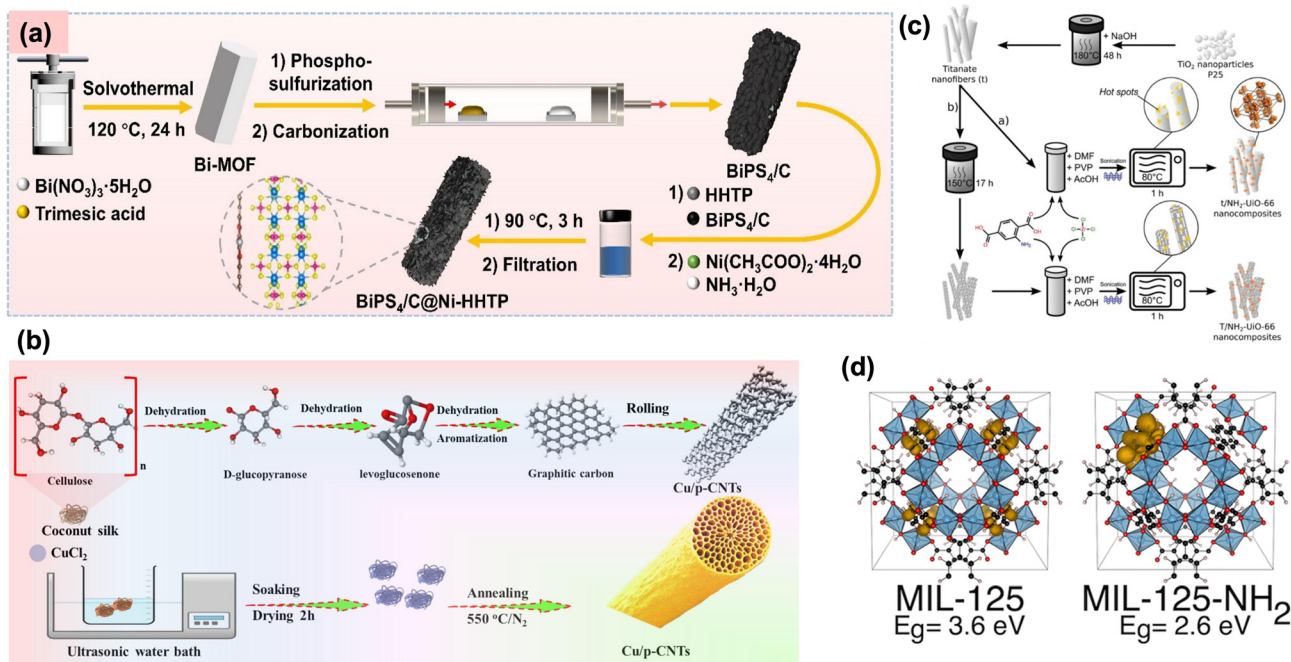 (a)
Solvothermal
120 °C, 24 h
Bi(NO₃)₃·5H₂O
Trimesic acid
Bi-MOF
1) Phospho-
sulfurization
2) Carbonization
BiPS₄/C
1) HHTP
BiPS₄/C
2) Ni(CH₃COO)₂·4H₂O
NH₃·H₂O
1) 90 °C, 3 h
2) Filtration
BiPS₄/C@Ni-HHTP
(b)
Cellulose
n
Dehydration
D-glucopyranose
Dehydration
levoglucosenone
Dehydration
Aromatization
Graphitic carbon
Rolling
Cu/p-CNTs
Coconut silk
CuCl₂
Ultrasonic water bath
Soaking
Drying 2h
Annealing
550 °C/N₂
Cu/p-CNTs
(c)
Titanate
nanofibers (t)
+ NaOH
180°C
48 h
TiO₂ nanoparticles
P25
Hot spots
b)
a)
150°C
17 h
+ DMF
+ PVP
+ AcOH
Sonication
80°C
1 h
t/NH₂-UiO-66
nanocomposites
+ DMF
+ PVP
+ AcOH
Sonication
80°C
1 h
T/NH₂-UiO-66
nanocomposites
(d)
MIL-125
Eg= 3.6 eV
MIL-125-NH₂
Eg= 2.6 eV